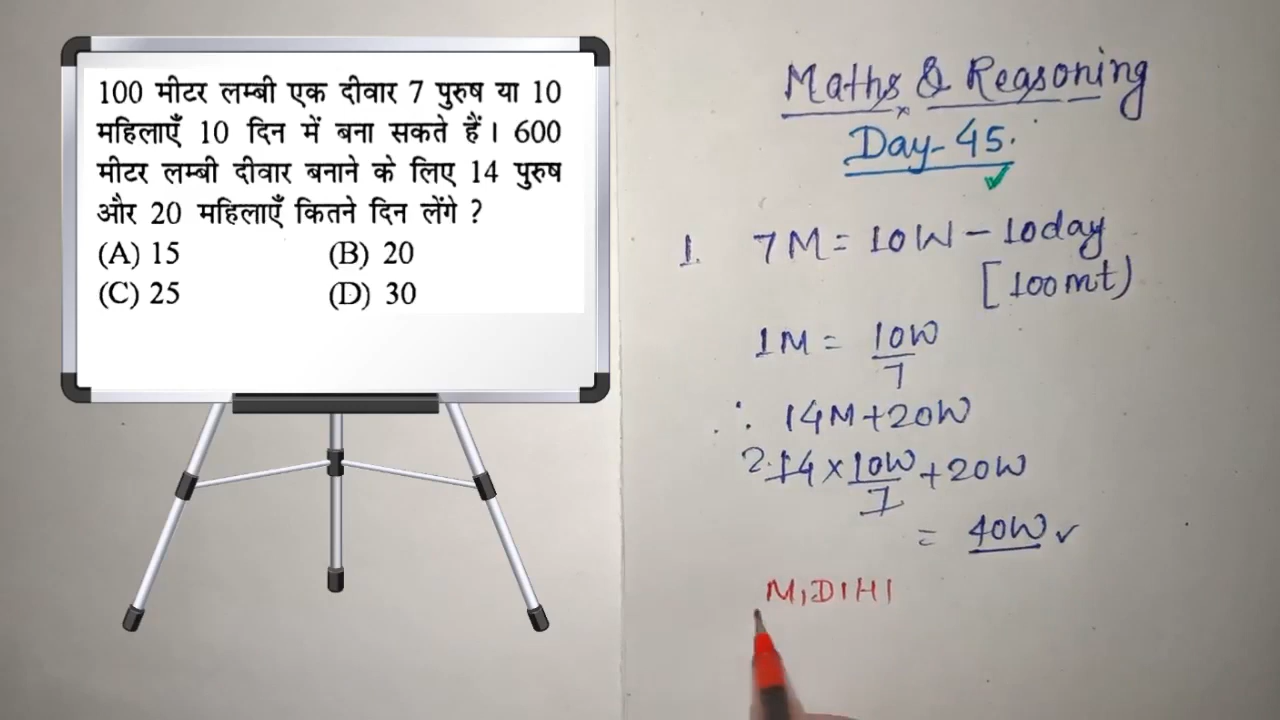 100 मीटर लम्बी एक दीवार 7 पुरुष या 10
महिलाएँ 10 दिन में बना सकते हैं। 600
मीटर लम्बी दीवार बनाने के लिए 14 पुरुष
और 20 महिलाएँ कितने दिन लेंगे ?
(A) 15 (B) 20
(C) 25 (D) 30
Maths & Reasoning
Day-45.
1. 7M = 10W - 10day
[100mt)
1M = 10W/7
∴ 14M+20W
2 14 × 10W/7 + 20W
= 40W ✓
M1D1H1